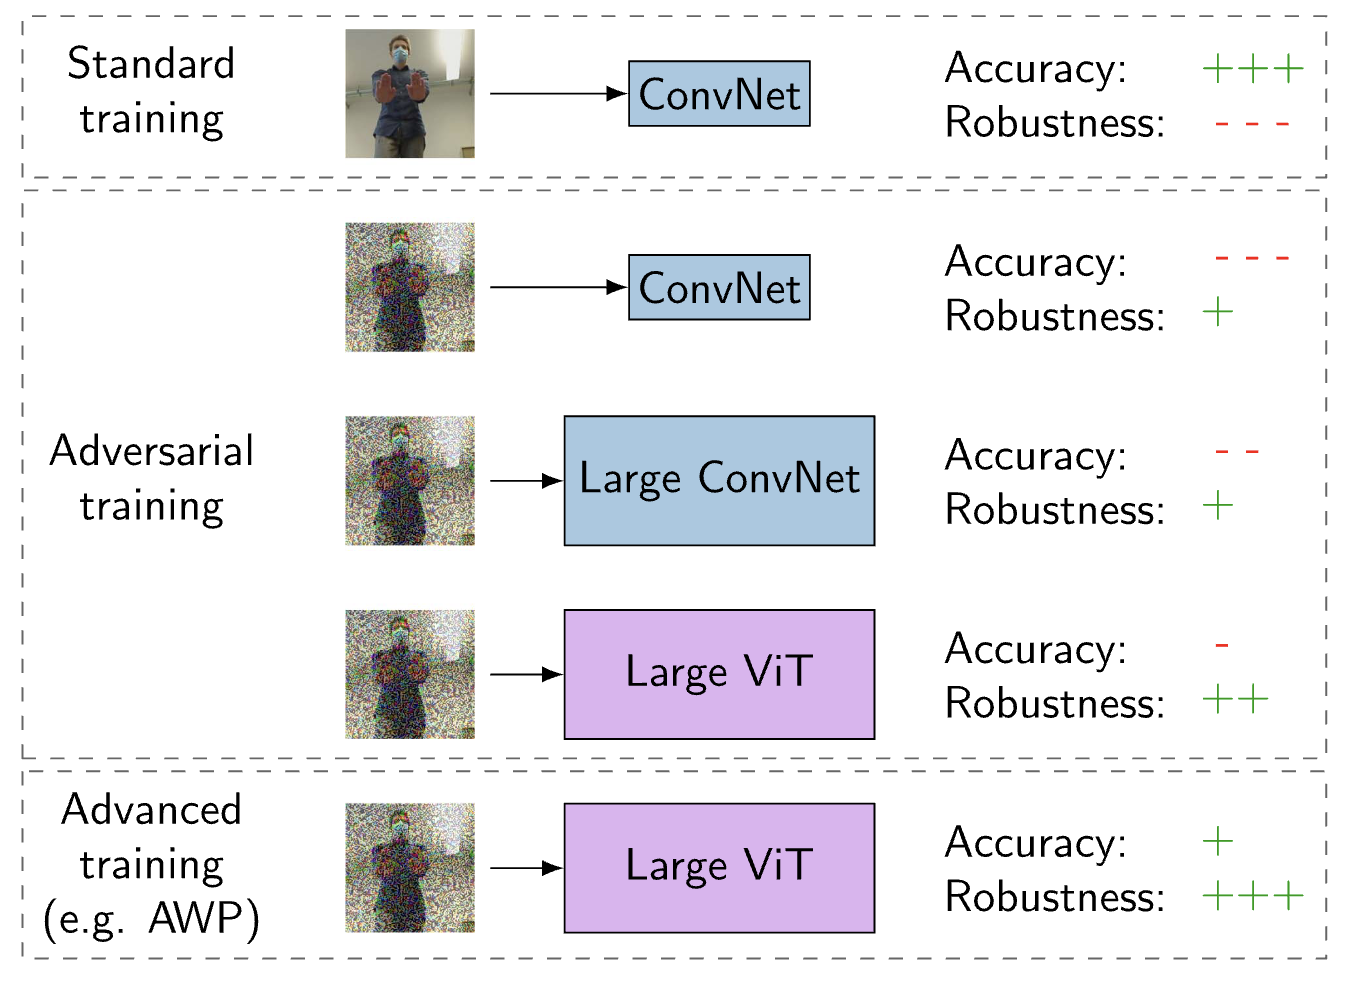 Standard
training
ConvNet
Accuracy: +++
Robustness: - - -
Adversarial
training
ConvNet
Accuracy: - - -
Robustness: +
Large ConvNet
Accuracy: - -
Robustness: +
Large ViT
Accuracy: -
Robustness: ++
Advanced
training
(e.g. AWP)
Large ViT
Accuracy: +
Robustness: +++